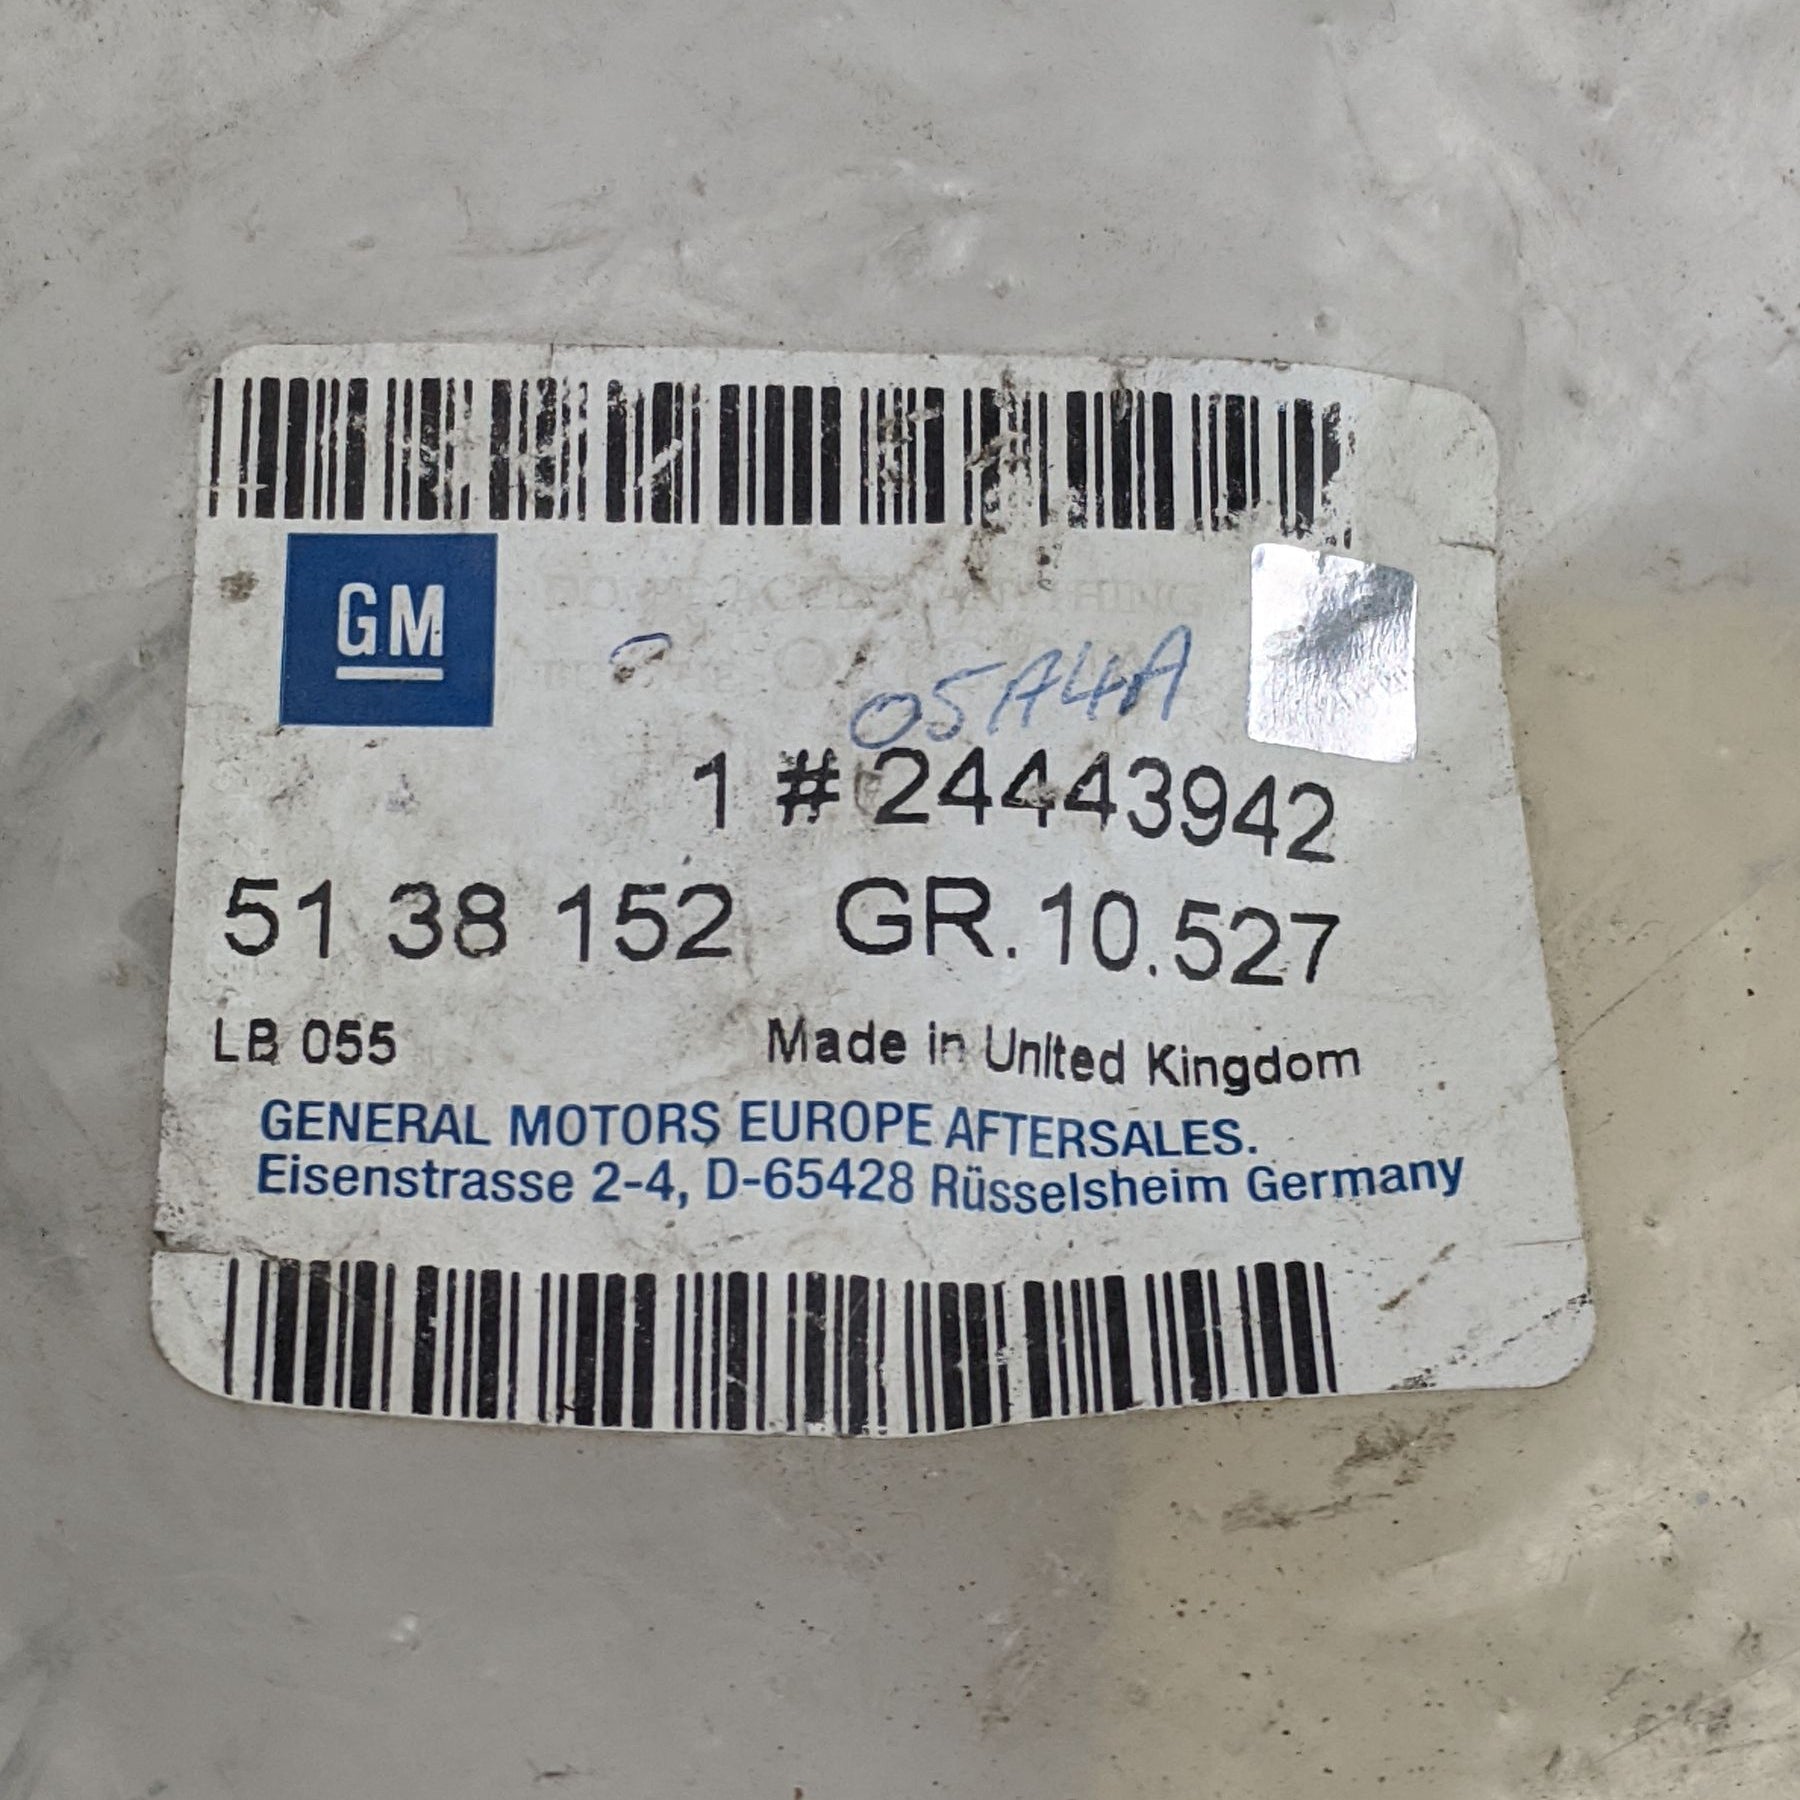 GM
05A4A
1 # 24443942
51 38 152 GR. 10.527
LB 055 Made in United Kingdom
GENERAL MOTORS EUROPE AFTERSALES.
Eisenstrasse 2-4, D-65428 Rüsselsheim Germany